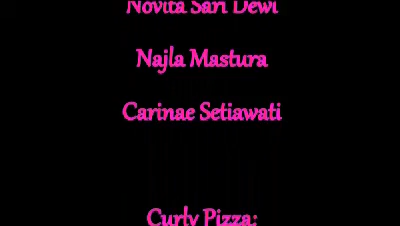 Novita Sari Dewi
Najla Mastura
Carinae Setiawati
Curly Pizza: